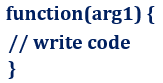 function(arg1) {
// write code
}